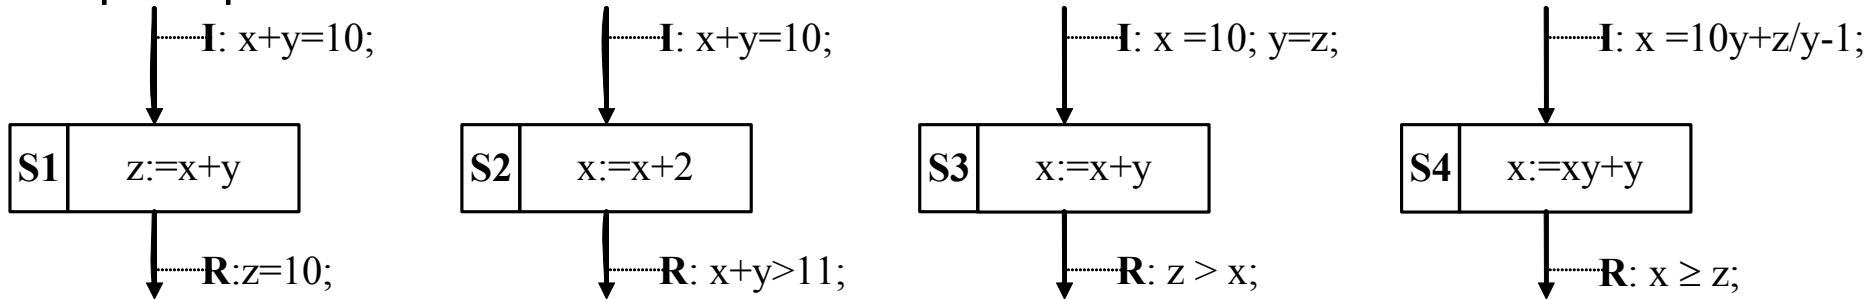 I: x+y=10;
I: x+y=10;
I: x =10; y=z;
I: x =10y+z/y-1;
S1 z:=x+y
S2 x:=x+2
S3 x:=x+y
S4 x:=xy+y
R:z=10;
R: x+y>11;
R: z > x;
R: x ≥ z;